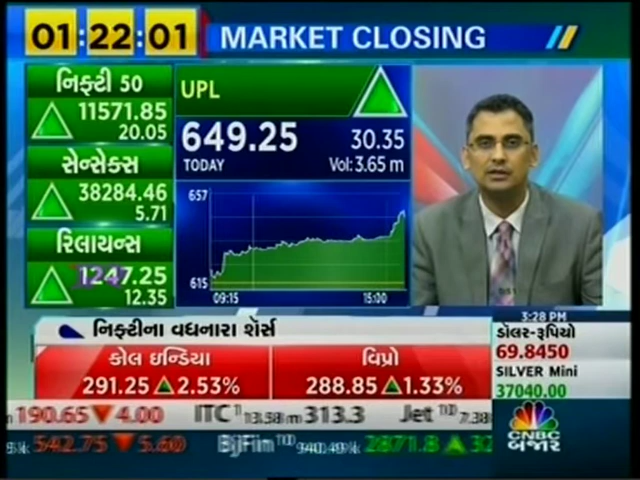 01:22:01
MARKET CLOSING
નિફ્ટી 50
11571.85
20.05
સેન્સેક્સ
38284.46
5.71
રિલાયન્સ
1247.25
12.35
UPL
649.25 30.35
TODAY Vol: 3.65 m
657
615
09:15 15:00
3:28 PM
નિફ્ટીના વધનારા શૅર્સ
કોલ ઇન્ડિયા
291.25 ▲ 2.53%
વિપ્રો
288.85 ▲ 1.33%
ડૉલર-રૂપિયો
69.8450
SILVER Mini
37040.00
190.65 ▼ 4.00 ITC 313.3 Jet
542.75 ▼ 5.60 2871.8 ▲
CNBC
બજાર